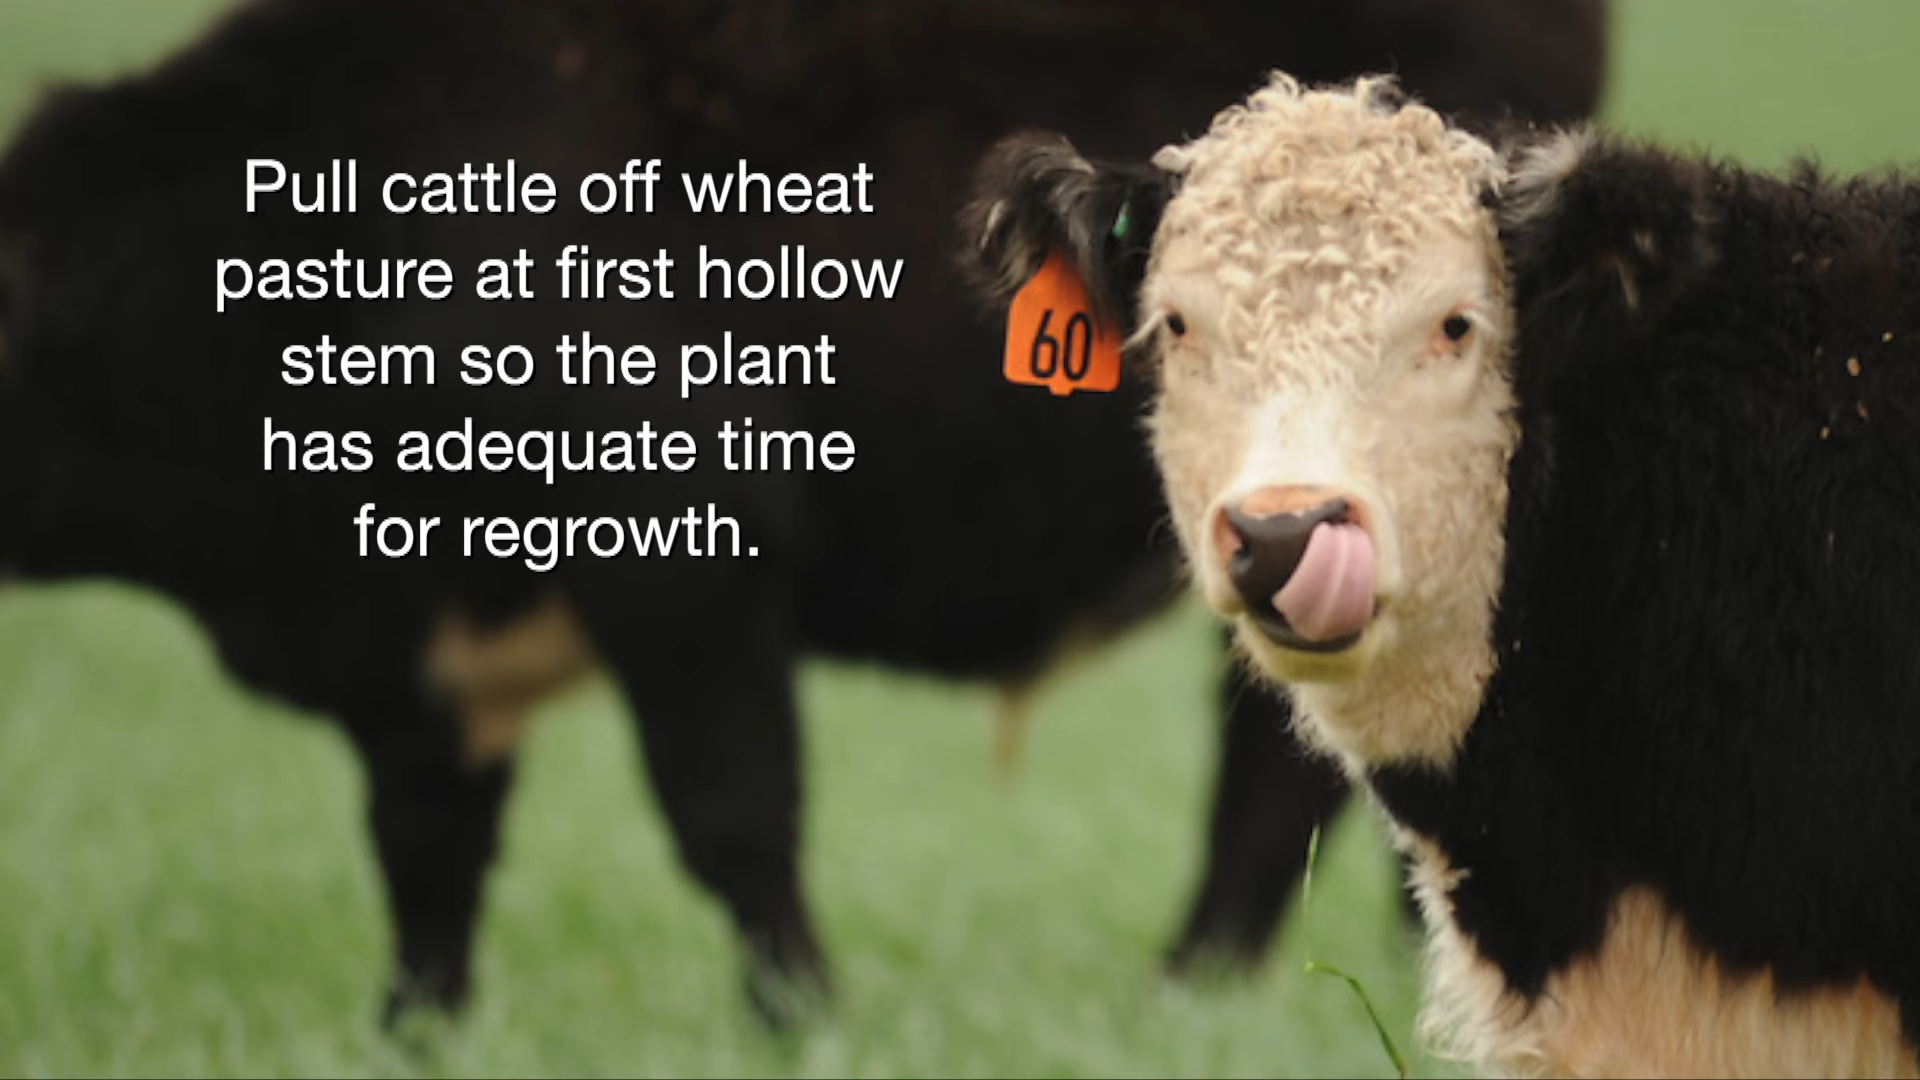 Pull cattle off wheat
pasture at first hollow
stem so the plant
has adequate time
for regrowth.
60